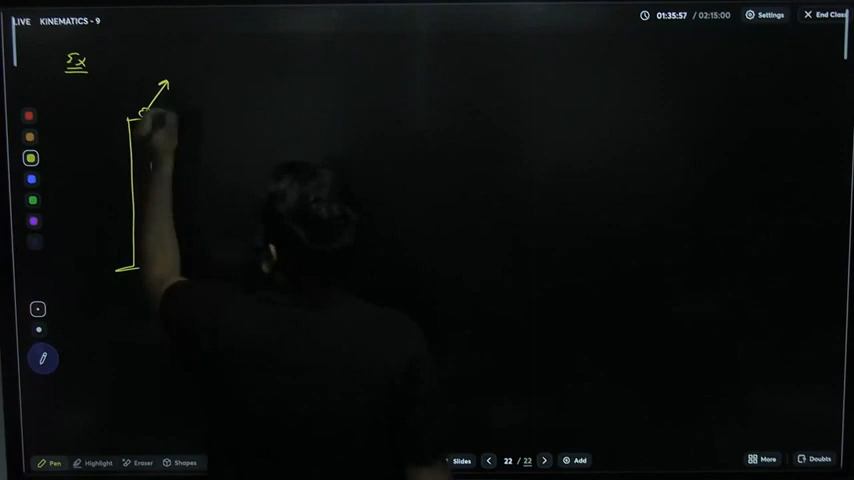 LIVE KINEMATICS - 9
01:35:57 / 02:15:00
Settings
End Class
Ex
Pen
Highlight
Eraser
Shapes
Slides
22 / 22
Add
More
Doubts